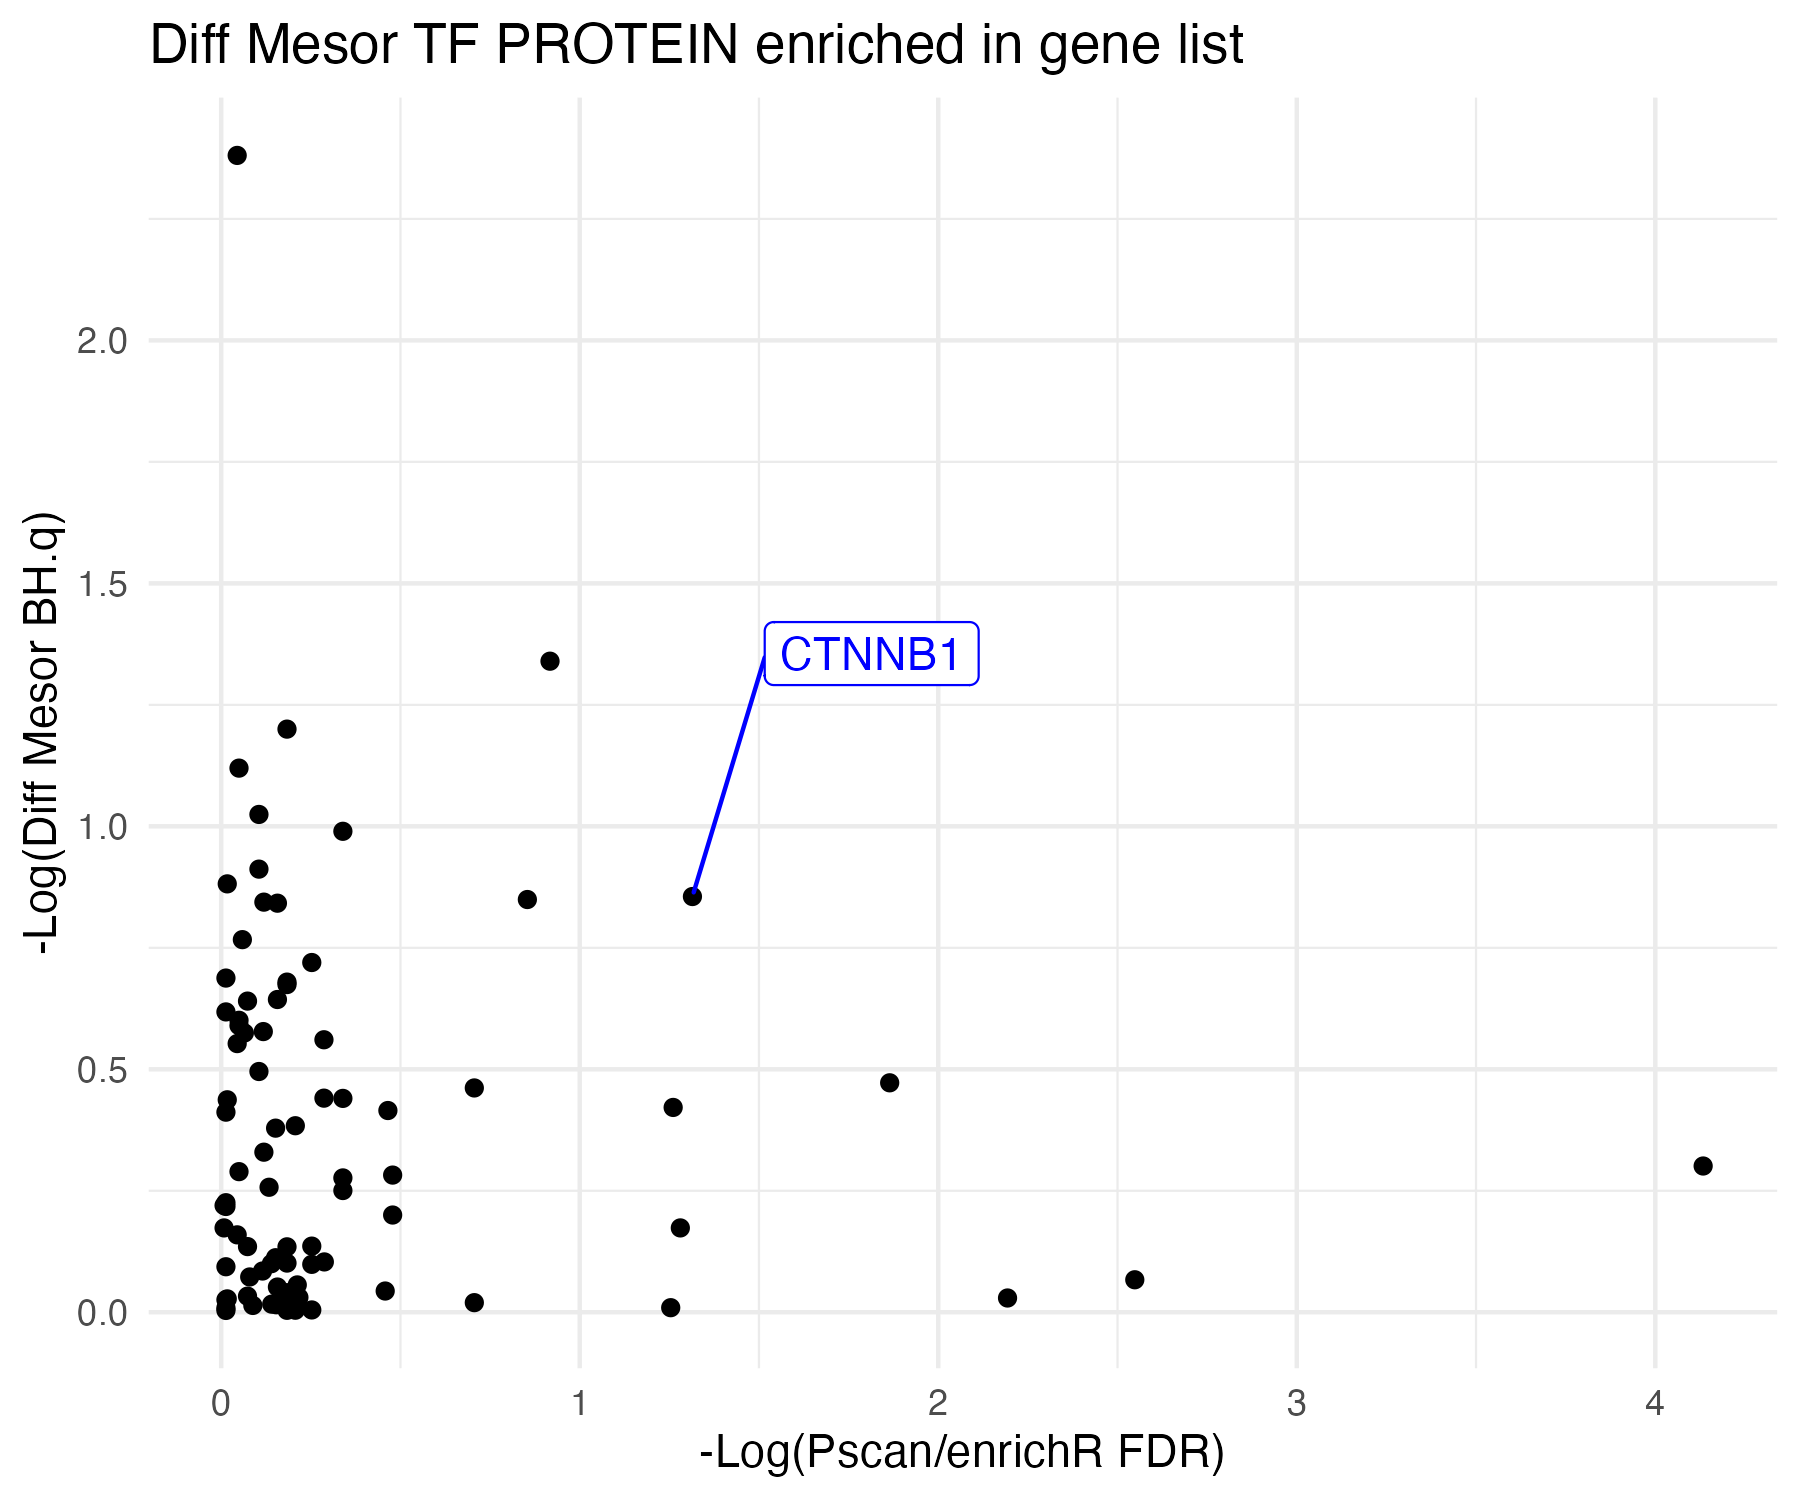 Diff Mesor TF PROTEIN enriched in gene list
-Log(Diff Mesor BH.q)
2.0
1.5
1.0
0.5
0.0
CTNNB1
0 1 2 3 4
-Log(Pscan/enrichR FDR)